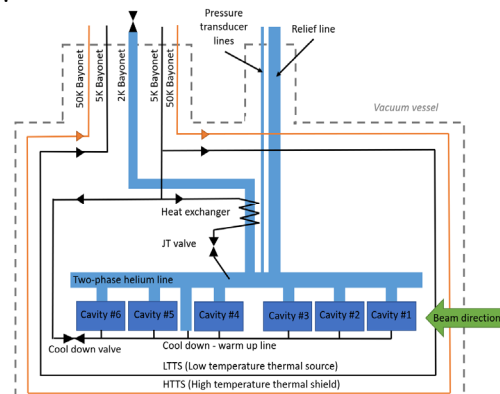 Pressure
transducer
lines
Relief line
50K Bayonet
5K Bayonet
2K Bayonet
5K Bayonet
50K Bayonet
Vacuum vessel
Heat exchanger
JT valve
Two-phase helium line
Cavity #6
Cavity #5
Cavity #4
Cavity #3
Cavity #2
Cavity #1
Beam direction
Cool down valve
Cool down - warm up line
LTTS (Low temperature thermal source)
HTTS (High temperature thermal shield)